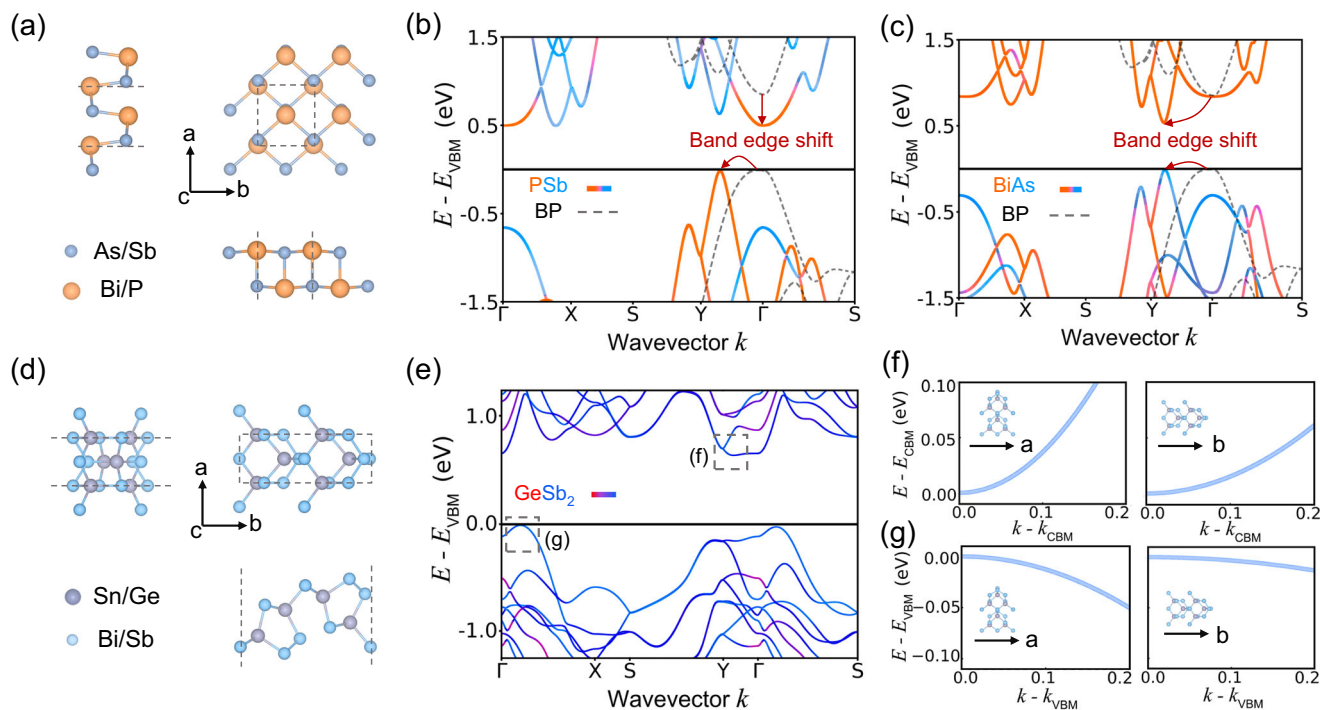 (a)
a
c
b
As/Sb
Bi/P
(b)
1.5
0.5
-0.5
-1.5
E - E_VBM (eV)
Band edge shift
PSb
BP
Γ X S Y Γ S
Wavevector k
(c)
1.5
0.5
-0.5
-1.5
E - E_VBM (eV)
Band edge shift
BiAs
BP
Γ X S Y Γ S
Wavevector k
(d)
a
c
b
Sn/Ge
Bi/Sb
(e)
1.0
0.0
-1.0
E - E_VBM (eV)
(f)
GeSb₂
(g)
Γ X S Y Γ S
Wavevector k
(f)
0.10
0.05
0.00
E - E_CBM (eV)
a
b
0.0 0.1 0.2
0.0 0.1 0.2
k - k_CBM
k - k_CBM
(g)
0.00
−0.05
−0.10
E - E_VBM (eV)
a
b
0.0 0.1 0.2
0.0 0.1 0.2
k - k_VBM
k - k_VBM